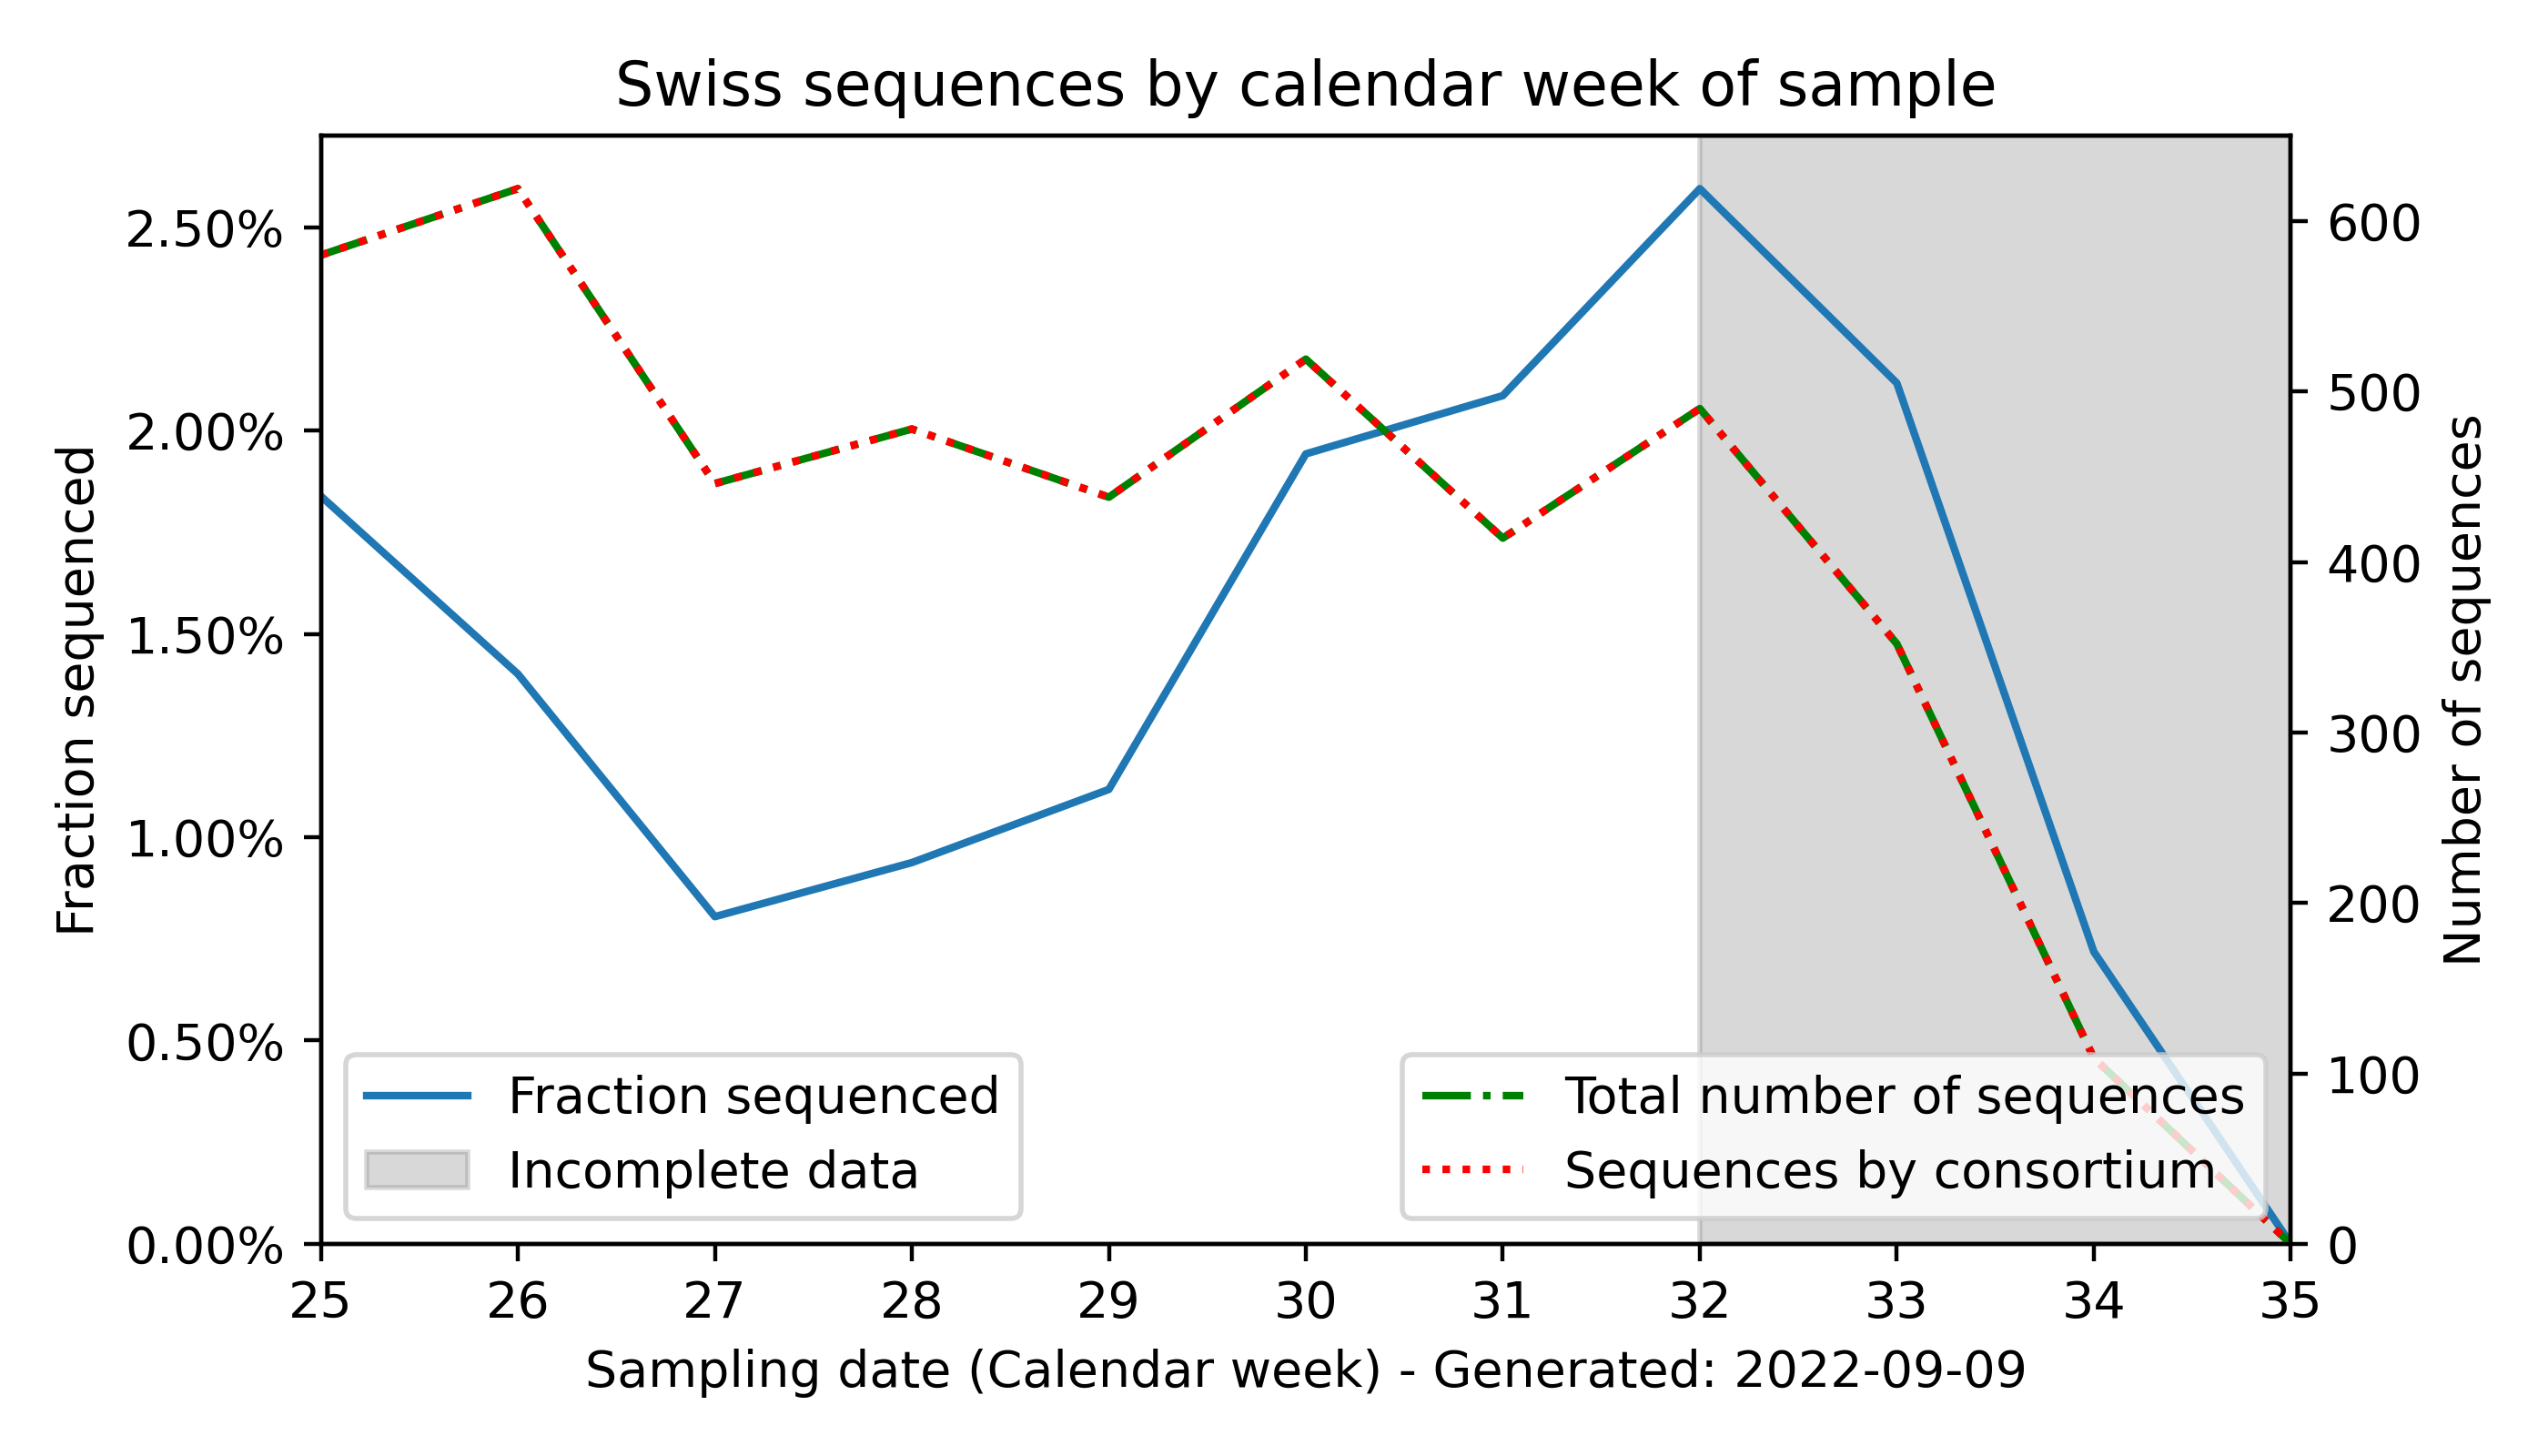 Swiss sequences by calendar week of sample
2.50%
2.00%
1.50%
1.00%
0.50%
0.00%
Fraction sequenced
600
500
400
300
200
100
0
Number of sequences
Fraction sequenced
Incomplete data
Total number of sequences
Sequences by consortium
25 26 27 28 29 30 31 32 33 34 35
Sampling date (Calendar week) - Generated: 2022-09-09